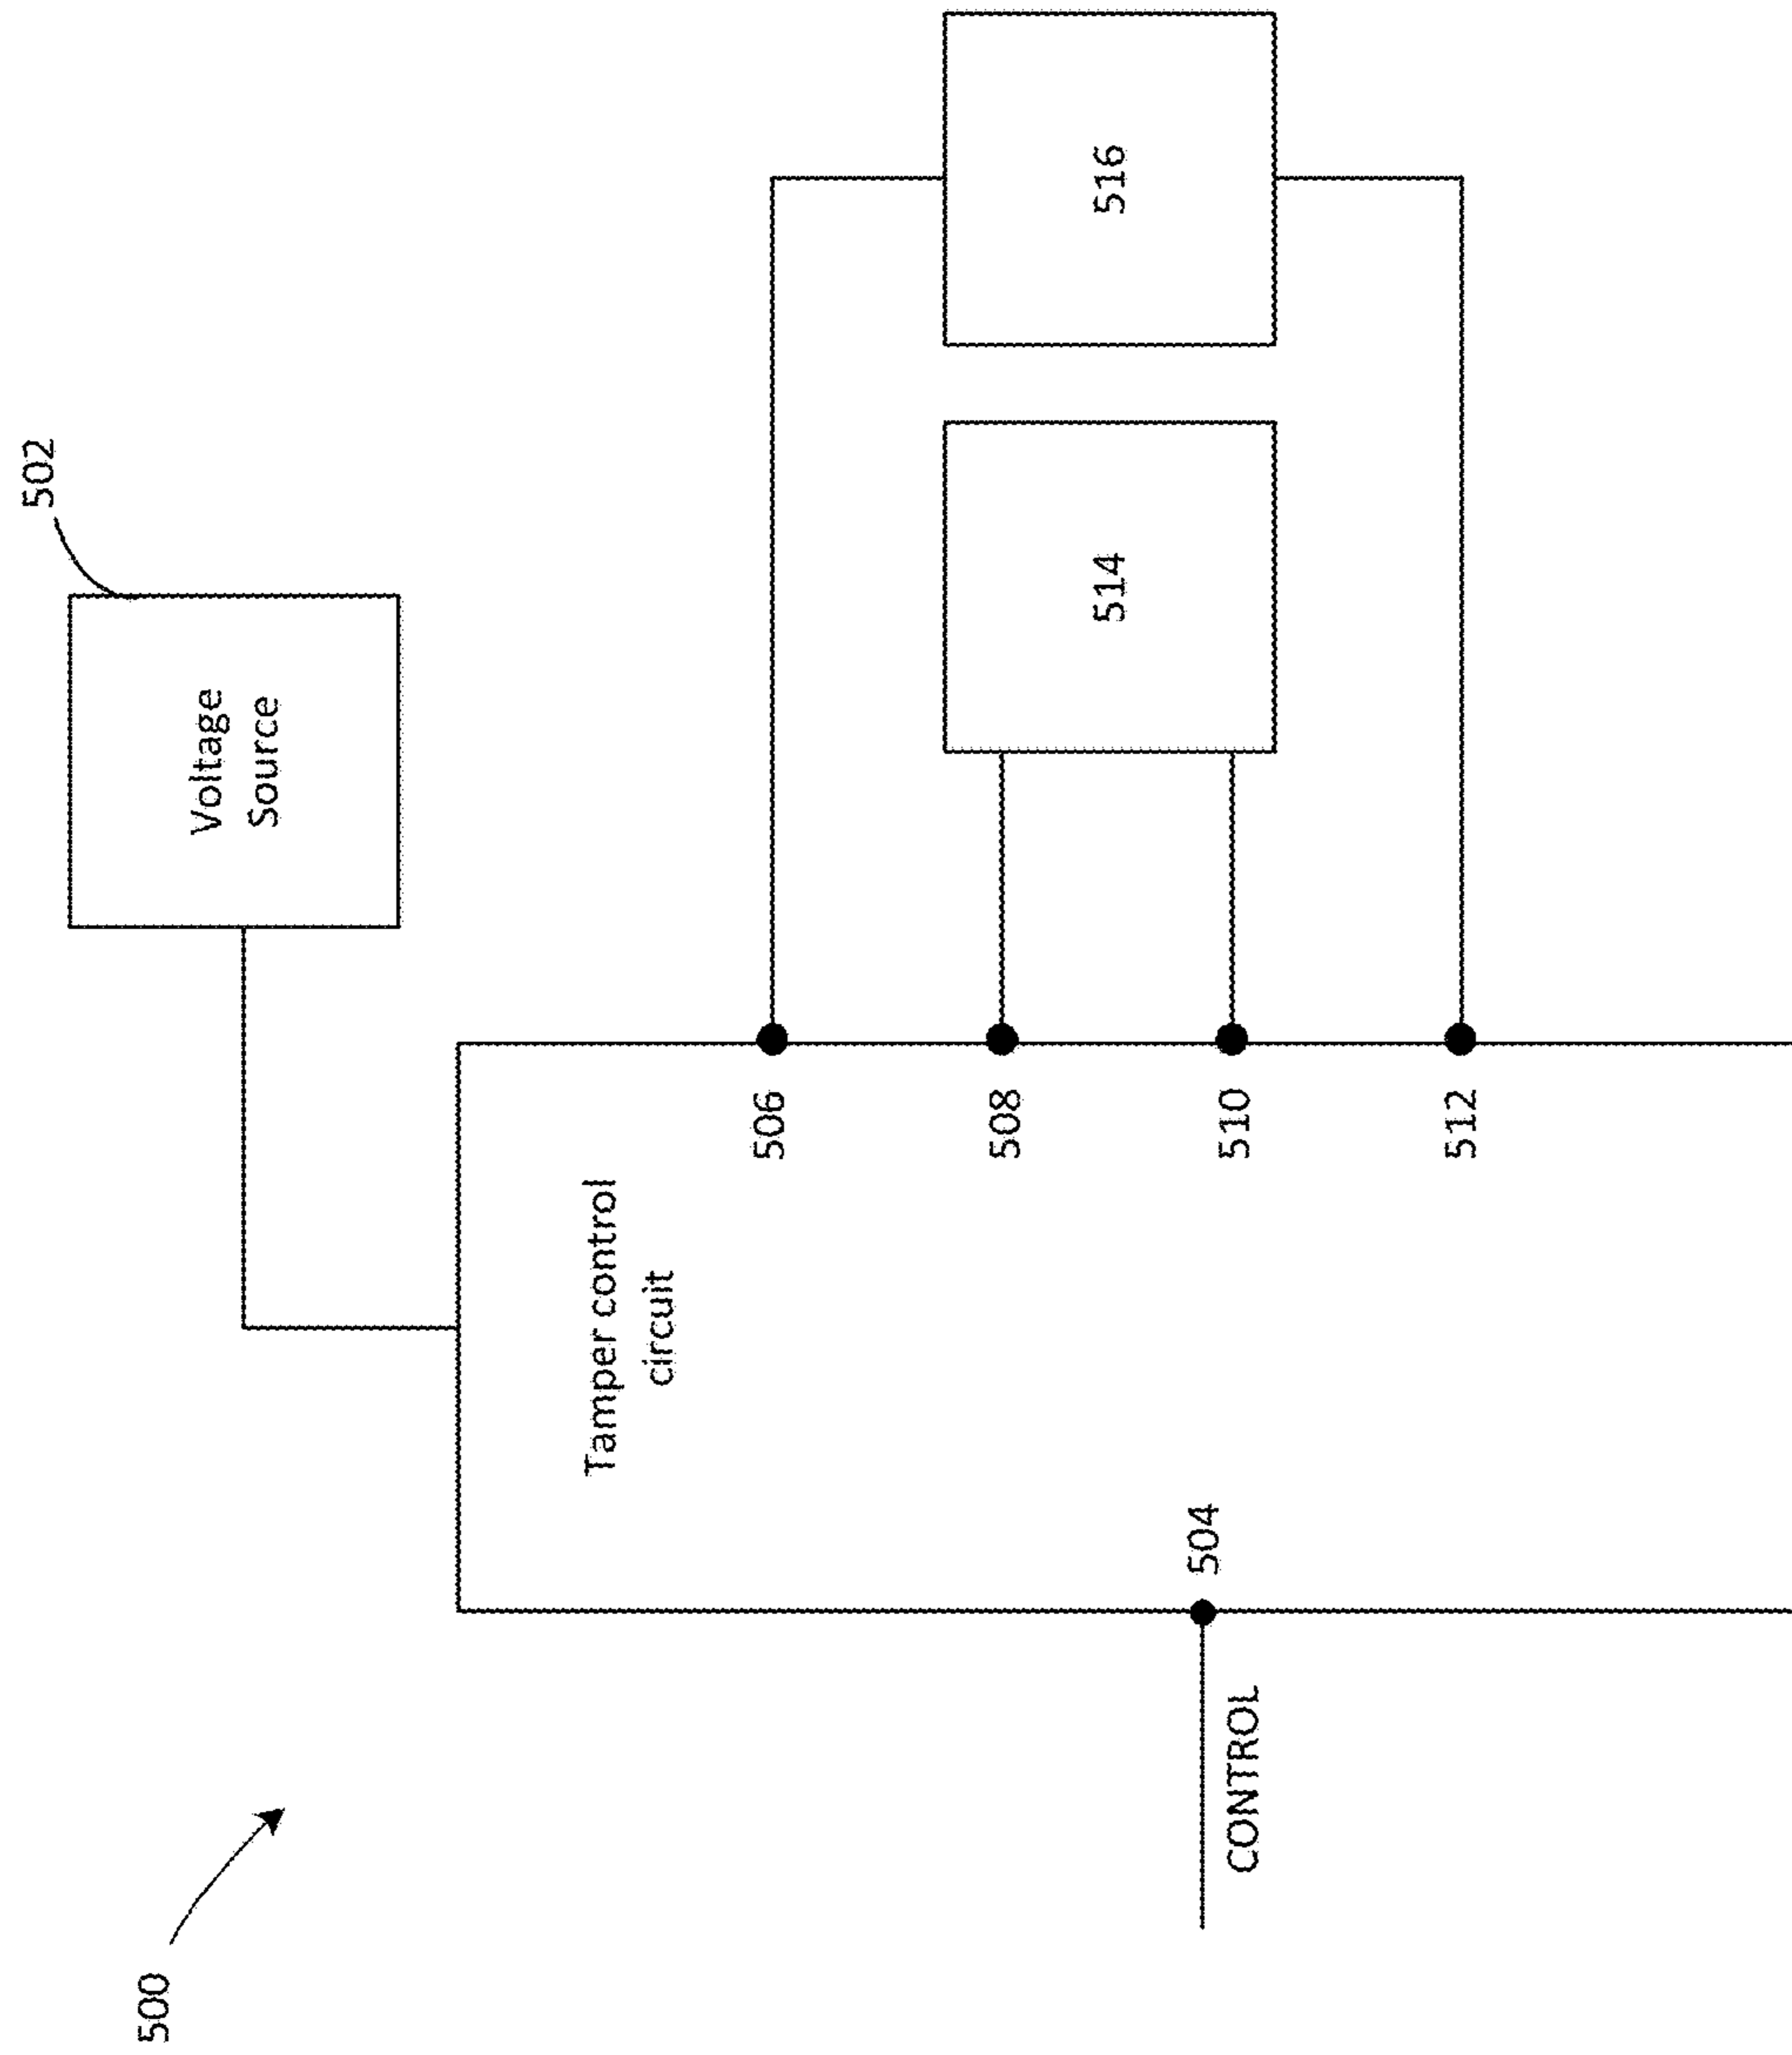 500
502
Voltage
Source
Tamper control
circuit
CONTROL
504
506
508
510
512
514
516